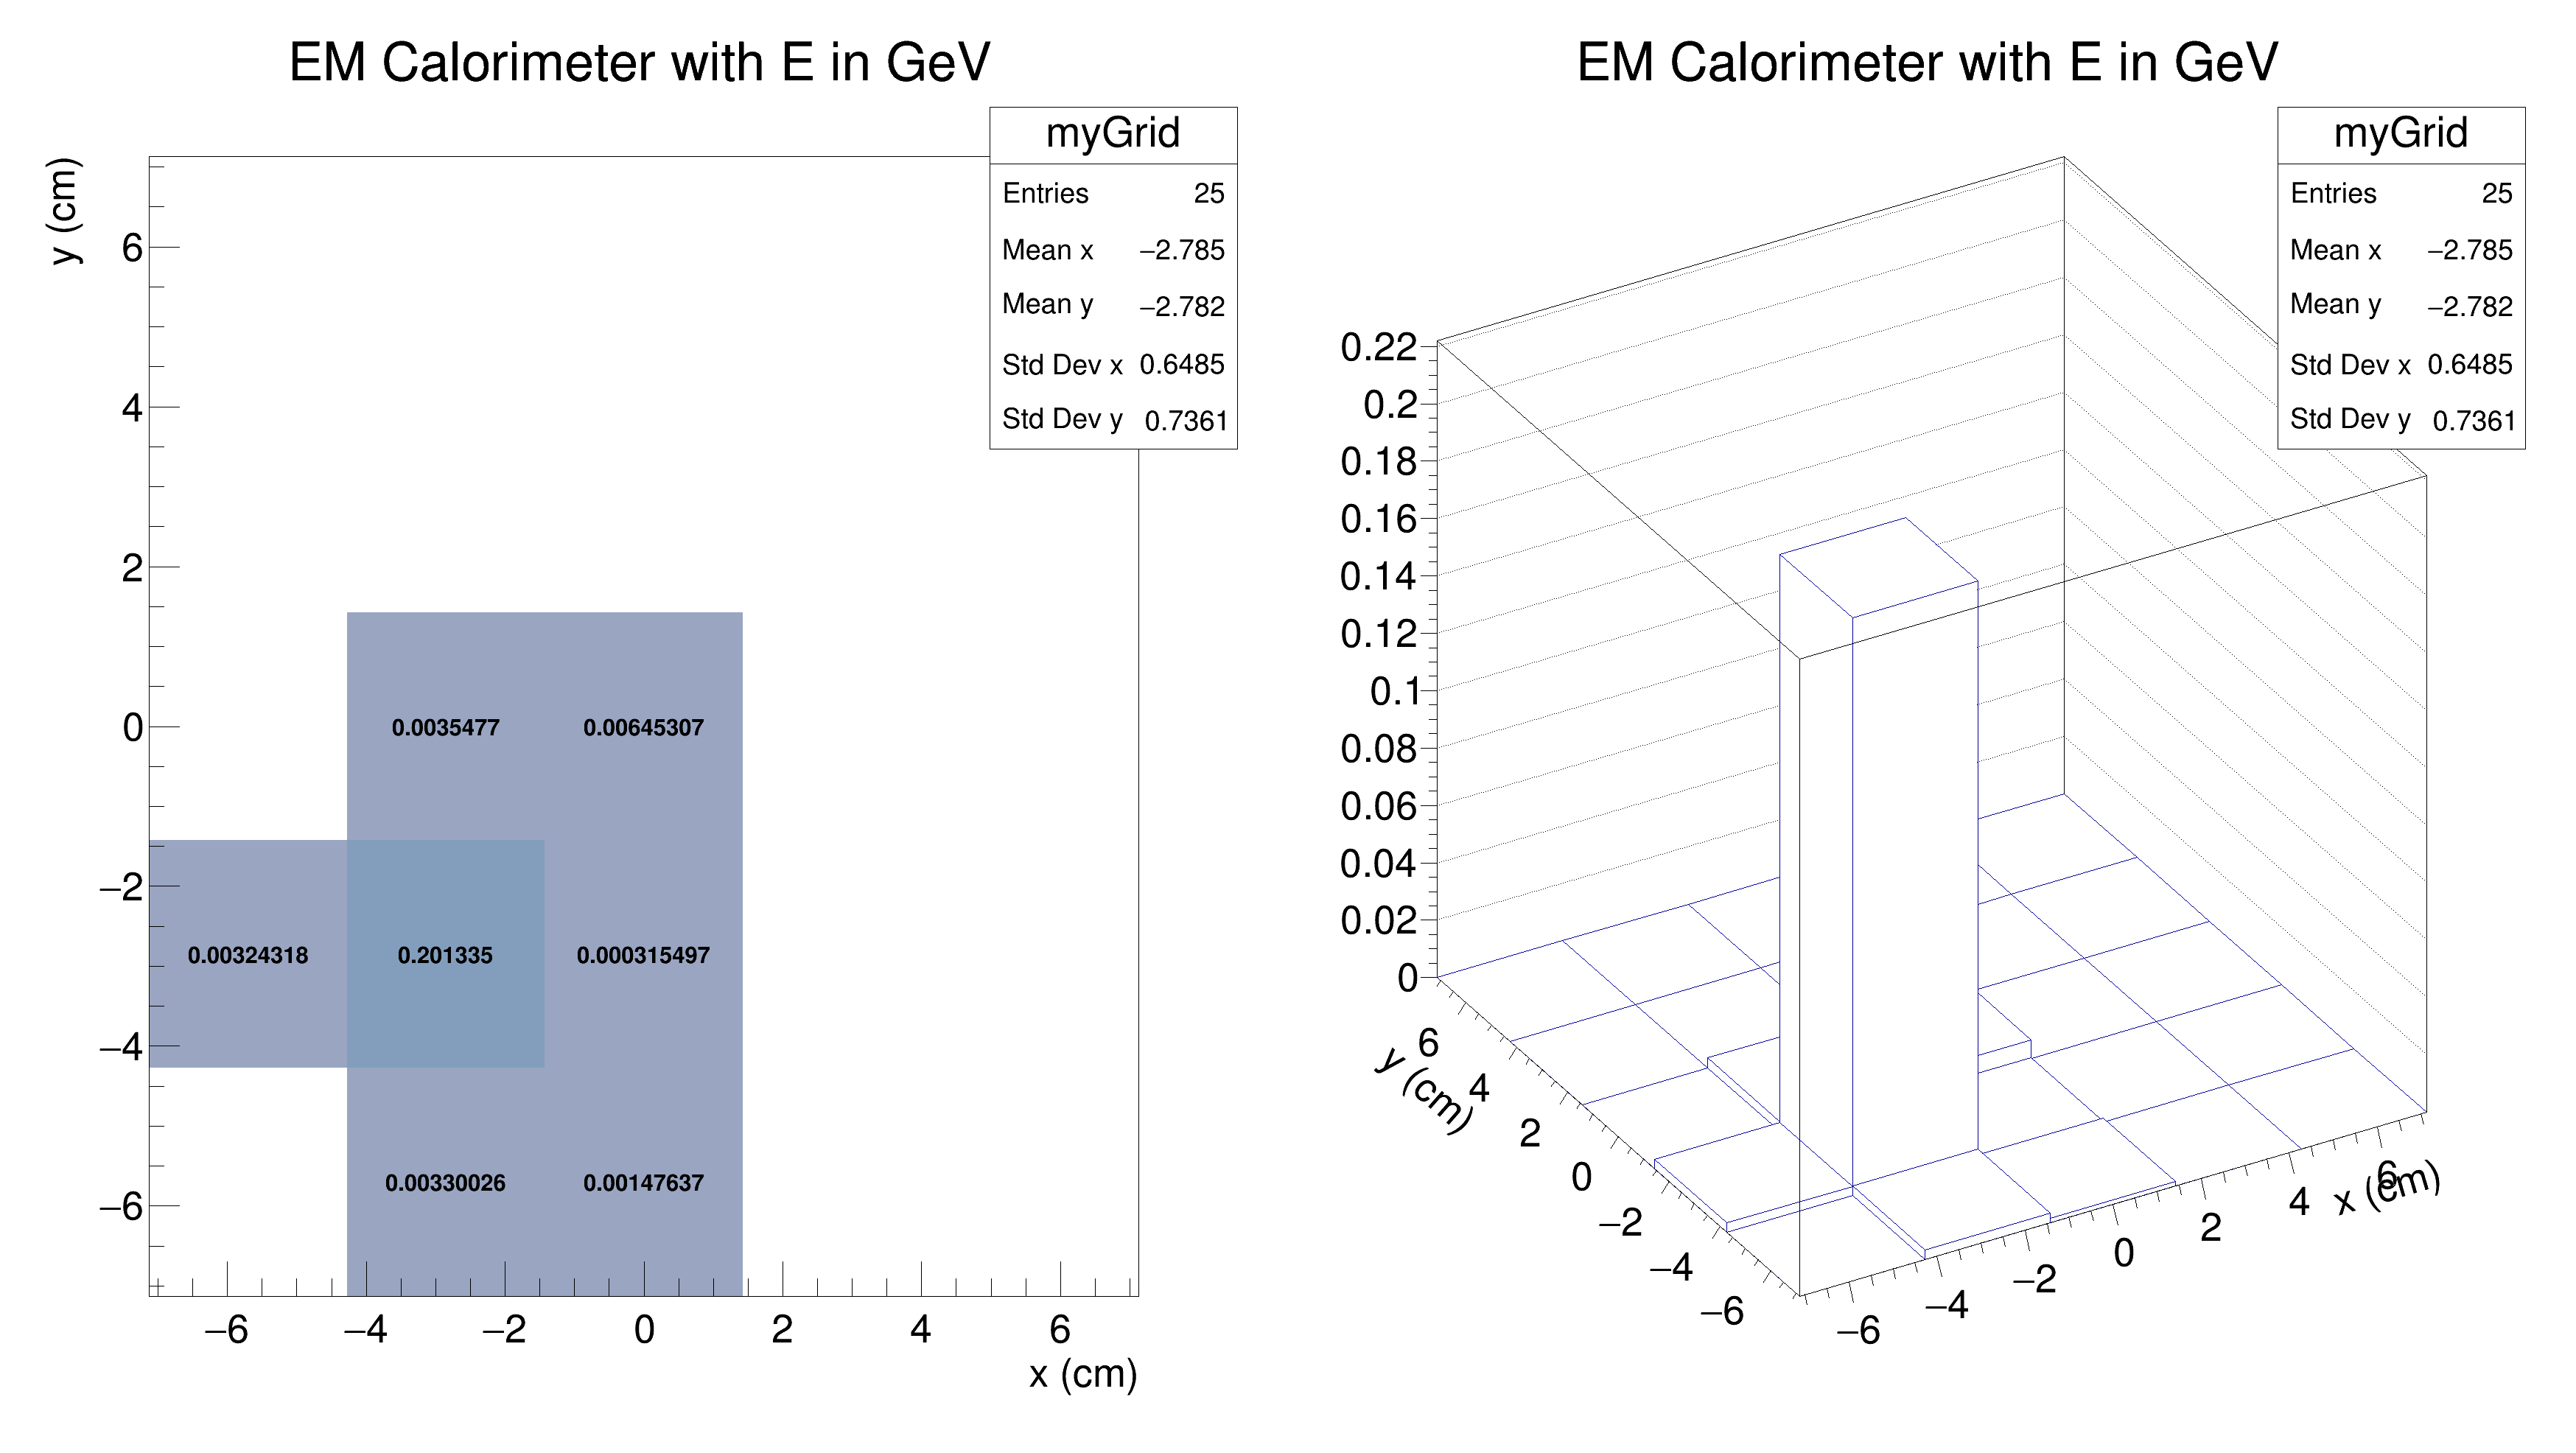 EM Calorimeter with E in GeV
myGrid
Entries 25
Mean x −2.785
Mean y −2.782
Std Dev x 0.6485
Std Dev y 0.7361
y (cm)
6
4
2
0
−2
−4
−6
0.0035477 0.00645307
0.00324318 0.201335 0.000315497
0.00330026 0.00147637
−6 −4 −2 0 2 4 6
x (cm)
EM Calorimeter with E in GeV
myGrid
Entries 25
Mean x −2.785
Mean y −2.782
Std Dev x 0.6485
Std Dev y 0.7361
0.22
0.2
0.18
0.16
0.14
0.12
0.1
0.08
0.06
0.04
0.02
0
y (cm)
6
4
2
0
−2
−4
−6
−6 −4 −2 0 2 4 6
x (cm)